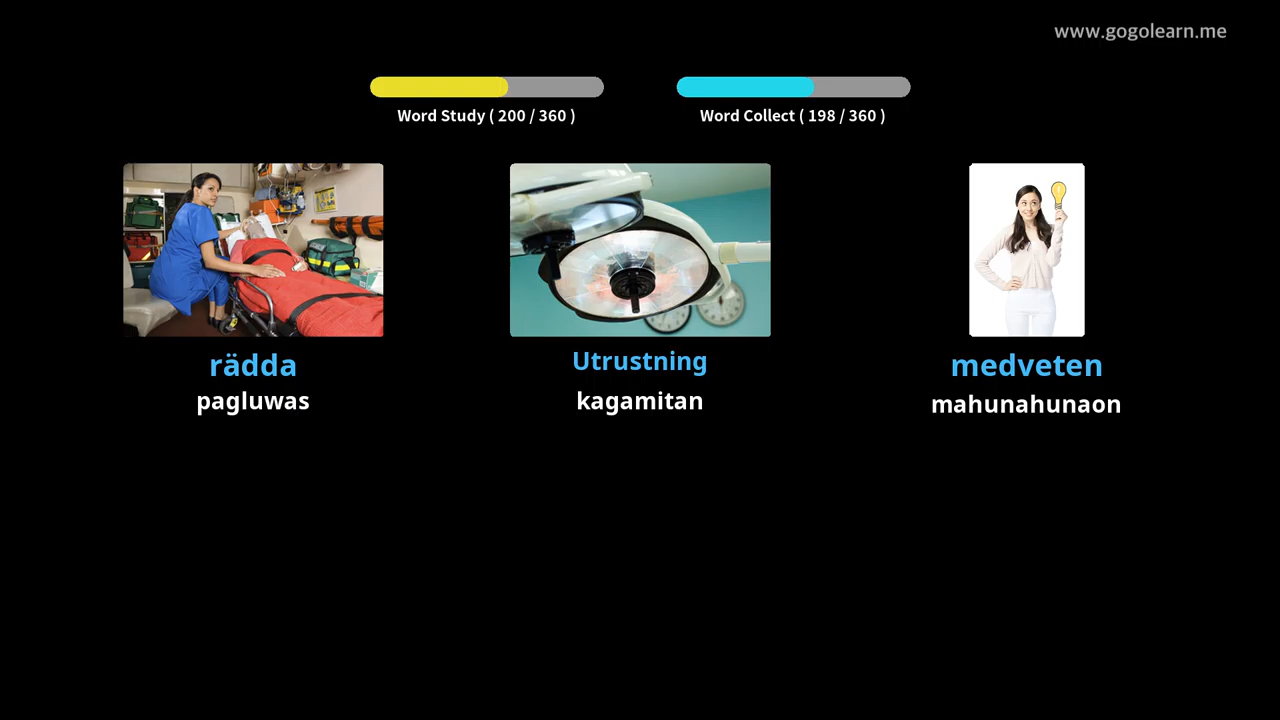 www.gogolearn.me
Word Study ( 200 / 360 )
Word Collect ( 198 / 360 )
rädda
pagluwas
Utrustning
kagamitan
medveten
mahunahunaon